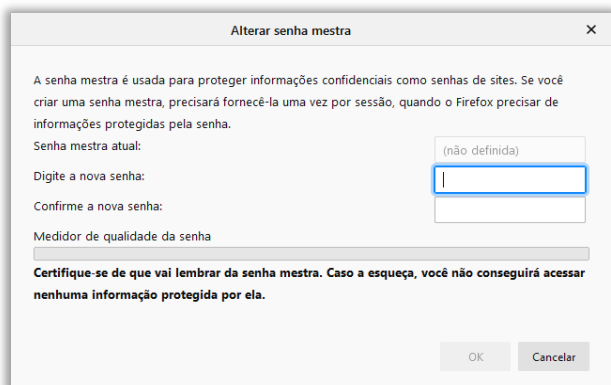 Alterar senha mestra
A senha mestra é usada para proteger informações confidenciais como senhas de sites. Se você
criar uma senha mestra, precisará fornecê-la uma vez por sessão, quando o Firefox precisar de
informações protegidas pela senha.
Senha mestra atual:
(não definida)
Digite a nova senha:
Confirme a nova senha:
Medidor de qualidade da senha
Certifique-se de que vai lembrar da senha mestra. Caso a esqueça, você não conseguirá acessar
nenhuma informação protegida por ela.
OK
Cancelar